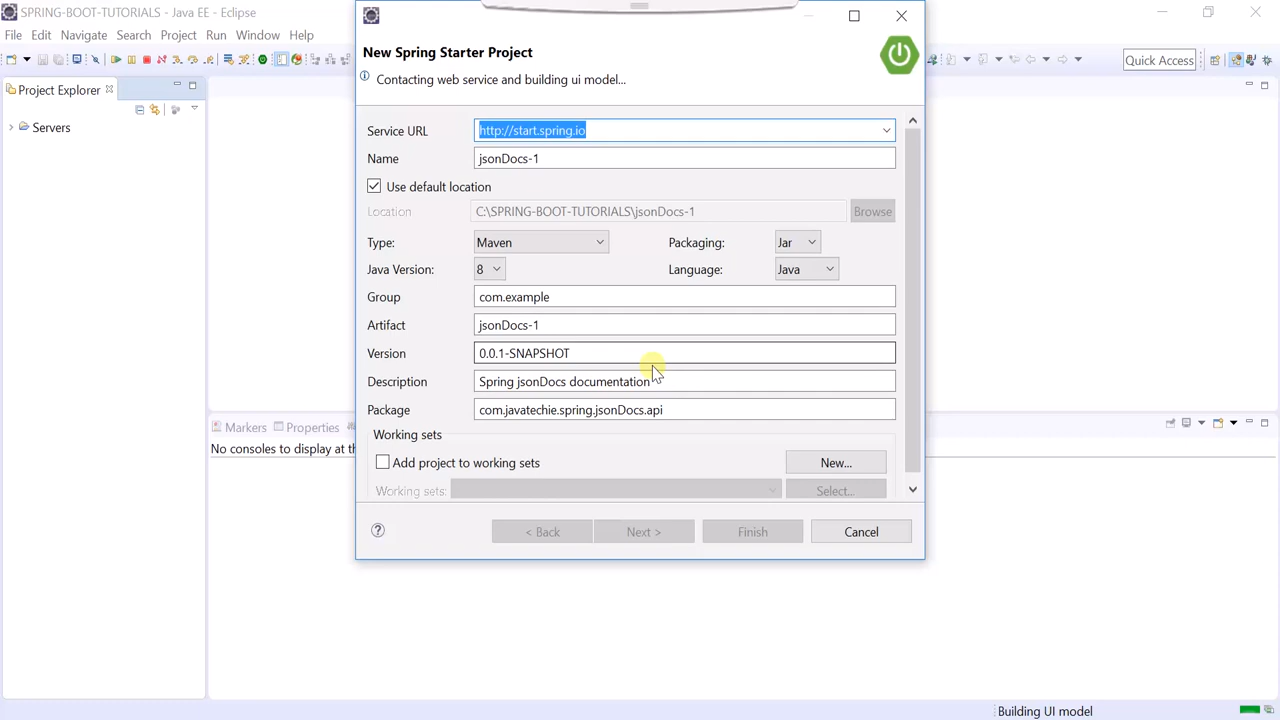 SPRING-BOOT-TUTORIALS - Java EE - Eclipse
File Edit Navigate Search Project Run Window Help
Quick Access
Project Explorer
Servers
New Spring Starter Project
Contacting web service and building ui model...
Service URL http://start.spring.io
Name jsonDocs-1
Use default location
Location C:\SPRING-BOOT-TUTORIALS\jsonDocs-1 Browse
Type: Maven Packaging: Jar
Java Version: 8 Language: Java
Group com.example
Artifact jsonDocs-1
Version 0.0.1-SNAPSHOT
Description Spring jsonDocs documentation
Package com.javatechie.spring.jsonDocs.api
Working sets
Add project to working sets New...
Working sets: Select...
< Back Next > Finish Cancel
Markers Properties
No consoles to display at th
Building UI model